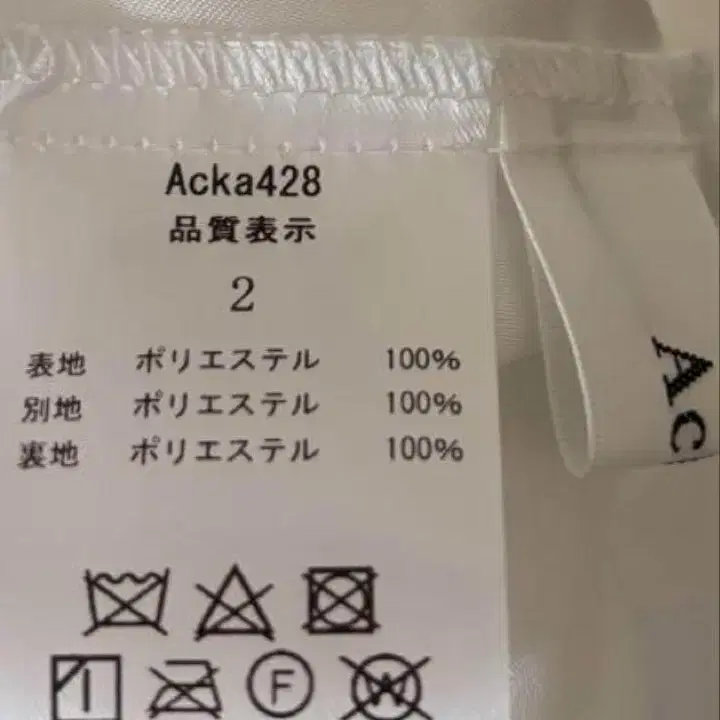 Acka428
品質表示
2
表地 ポリエステル 100%
別地 ポリエステル 100%
裏地 ポリエステル 100%
F
W
Ac